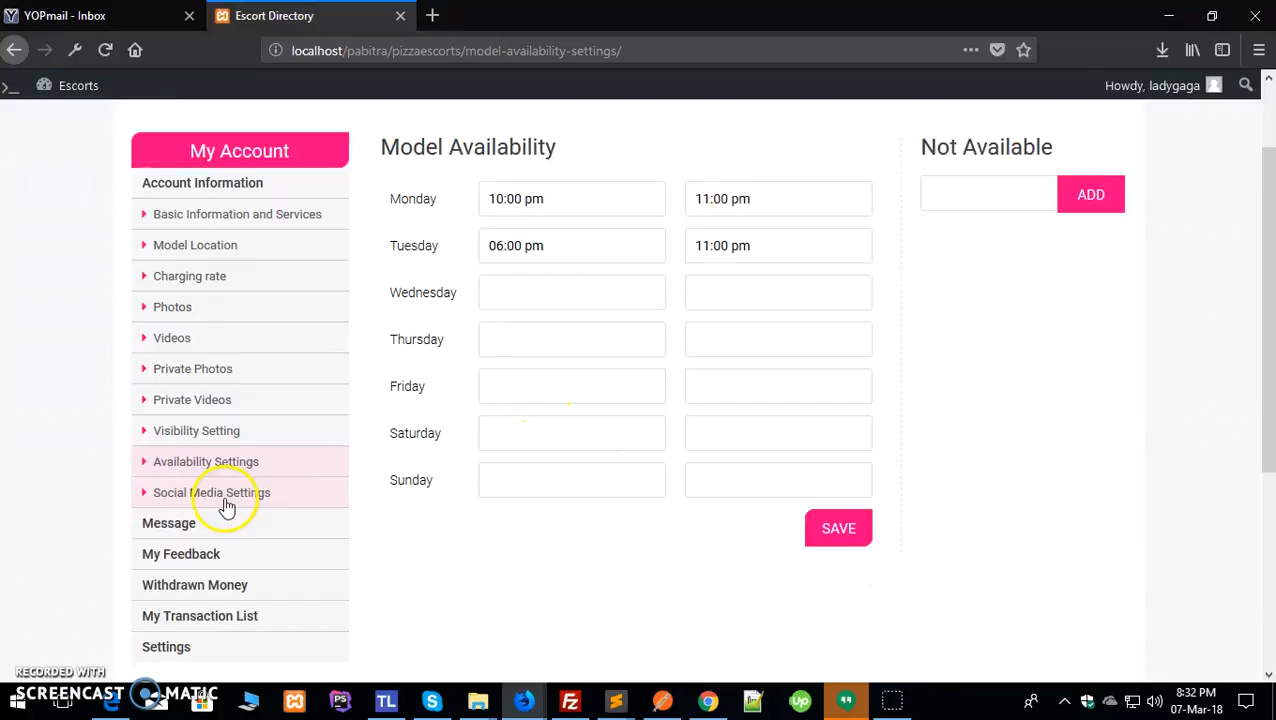 YOPmail - Inbox
Escort Directory
localhost/pabitra/pizzaescorts/model-availability-settings/
Escorts
Howdy, ladygaga
My Account
Account Information
Basic Information and Services
Model Location
Charging rate
Photos
Videos
Private Photos
Private Videos
Visibility Setting
Availability Settings
Social Media Settings
Message
My Feedback
Withdrawn Money
My Transaction List
Settings
Model Availability
Monday 10:00 pm 11:00 pm
Tuesday 06:00 pm 11:00 pm
Wednesday
Thursday
Friday
Saturday
Sunday
SAVE
Not Available
ADD
RECORDED WITH
SCREENCAST MATIC
Ps
TL
Fz
Up
8:32 PM
07-Mar-18